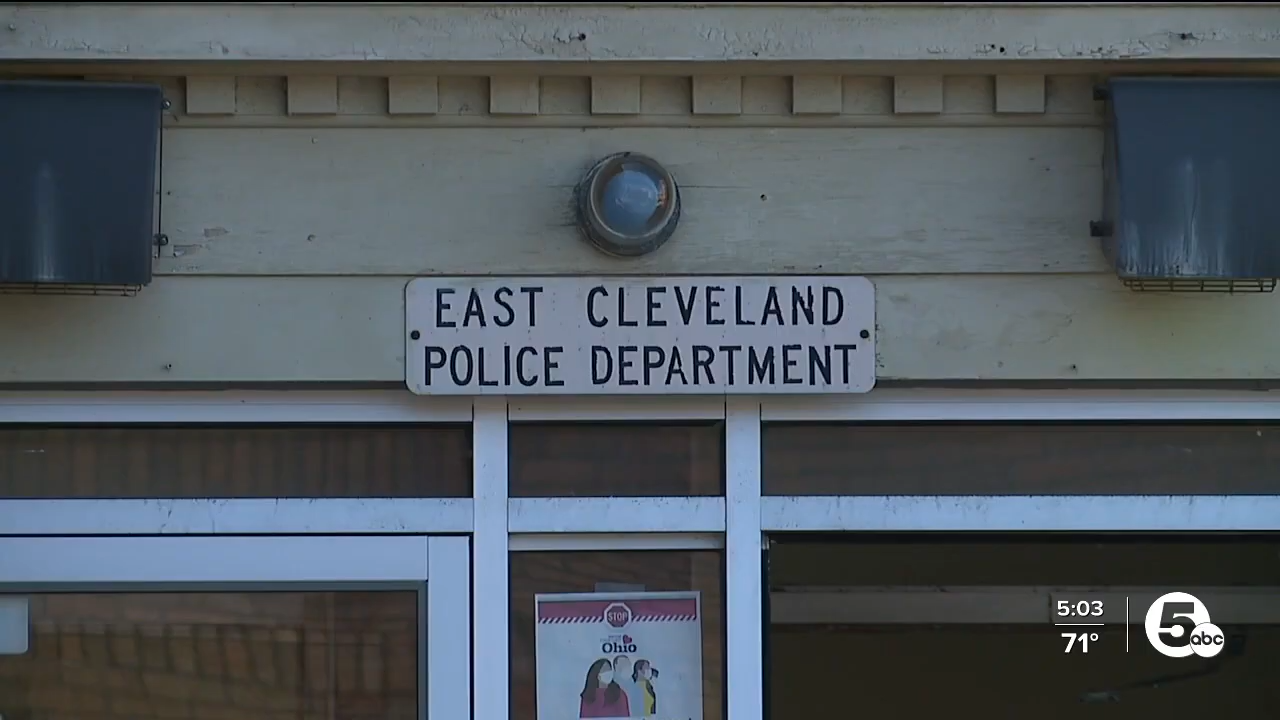 EAST CLEVELAND
POLICE DEPARTMENT
STOP
Ohio
5:03
71°
5 abc